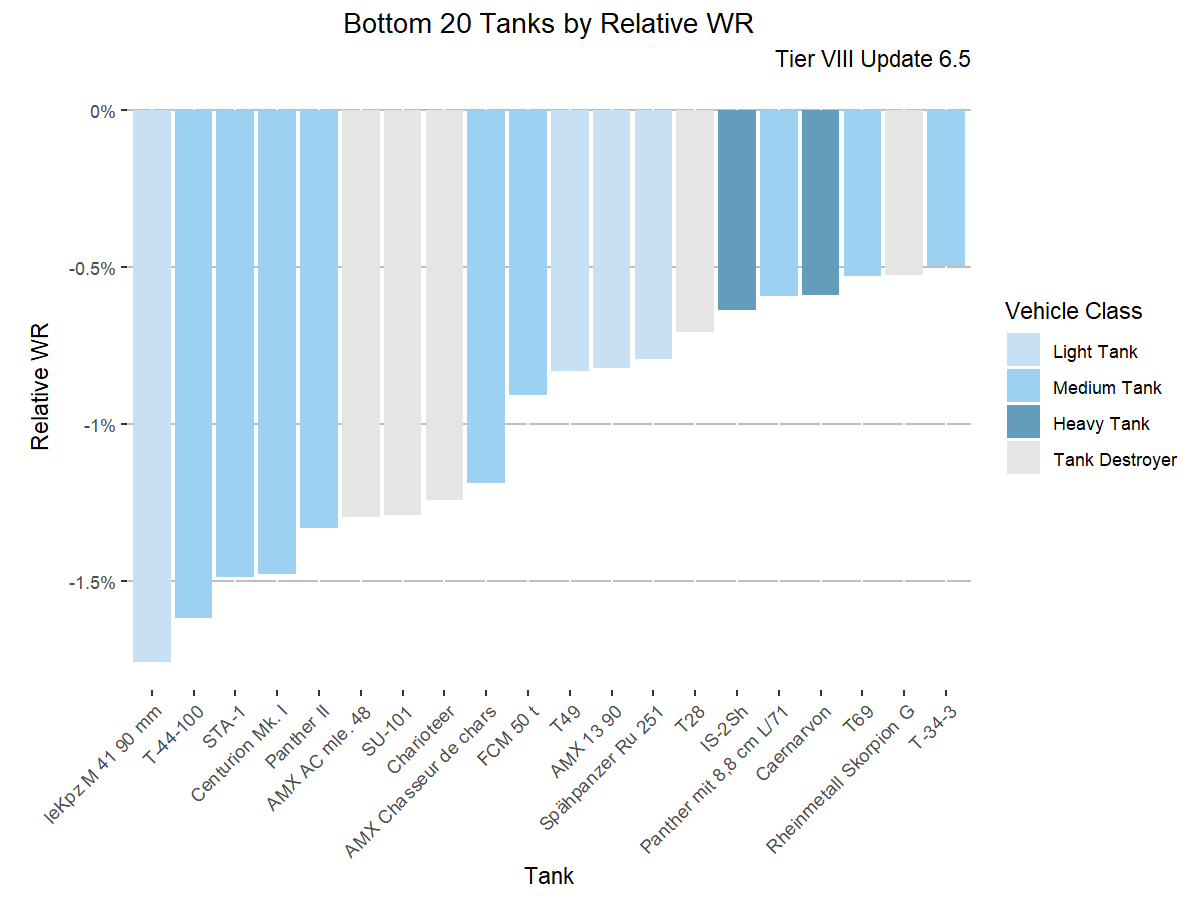 Bottom 20 Tanks by Relative WR
Tier VIII Update 6.5
0%
-0.5%
-1%
-1.5%
Relative WR
leKpz M 41 90 mm
T-44-100
STA-1
Centurion Mk. I
Panther II
AMX AC mle. 48
SU-101
Charioteer
AMX Chasseur de chars
FCM 50 t
T49
AMX 13 90
Spähpanzer Ru 251
T28
IS-2Sh
Panther mit 8,8 cm L/71
Caernarvon
T69
Rheinmetall Skorpion G
T-34-3
Tank
Vehicle Class
Light Tank
Medium Tank
Heavy Tank
Tank Destroyer